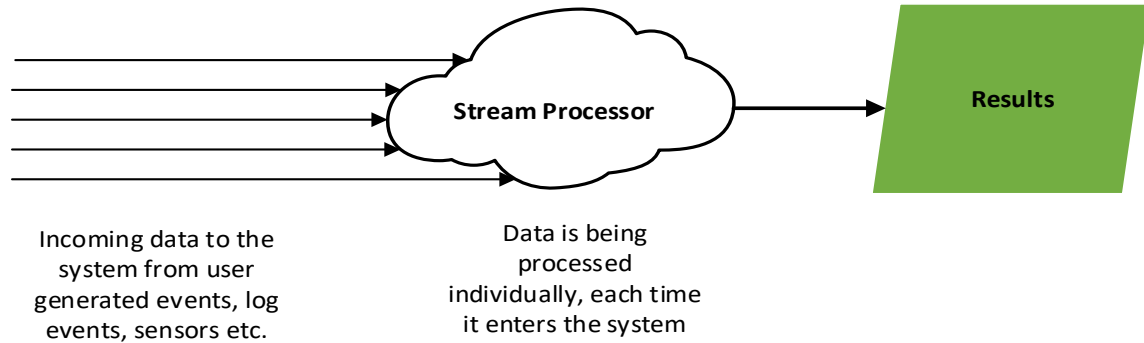 Stream Processor
Results
Incoming data to the
system from user
generated events, log
events, sensors etc.
Data is being
processed
individually, each time
it enters the system